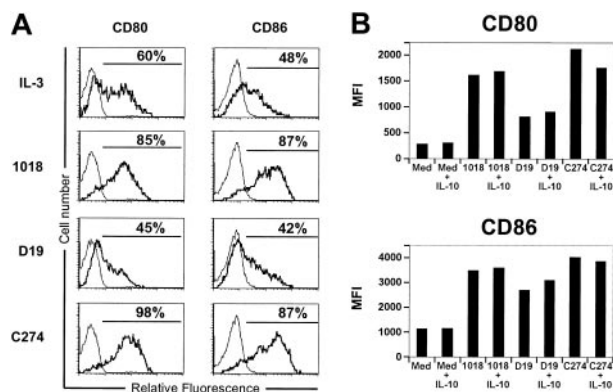 A
CD80
CD86
IL-3
60%
48%
1018
85%
87%
D19
45%
42%
C274
98%
87%
Cell number
Relative Fluorescence
B
CD80
MFI
2000
1500
1000
500
0
Med
Med + IL-10
1018
1018 + IL-10
D19
D19 + IL-10
C274
C274 + IL-10
CD86
MFI
4000
3000
2000
1000
0
Med
Med + IL-10
1018
1018 + IL-10
D19
D19 + IL-10
C274
C274 + IL-10